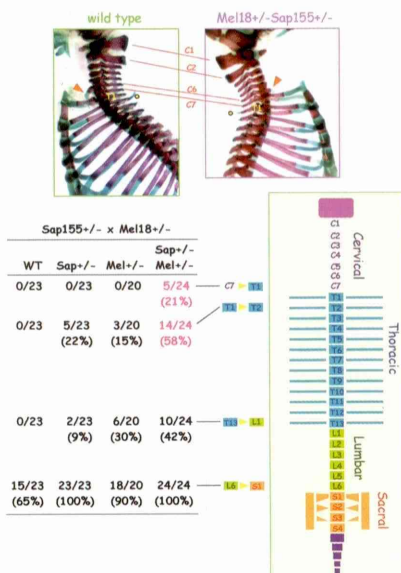 wild type
Mel18+/-Sap155+/-
C1
C2
C6
C7
Sap155+/- x Mel18+/-
WT Sap+/- Mel+/- Sap+/- Mel+/-
0/23 0/23 0/20 5/24 C7 T1
(21%)
0/23 5/23 3/20 14/24 T1 T2
(22%) (15%) (58%)
0/23 2/23 6/20 10/24 T13 L1
(9%) (30%) (42%)
15/23 23/23 18/20 24/24 L6 S1
(65%) (100%) (90%) (100%)
Cervical
C1
C2
C3
C4
C5
C6
C7
Thoracic
T1
T2
T3
T4
T5
T6
T7
T8
T9
T10
T11
T12
T13
Lumbar
L1
L2
L3
L4
L5
L6
Sacral
S1
S2
S3
S4